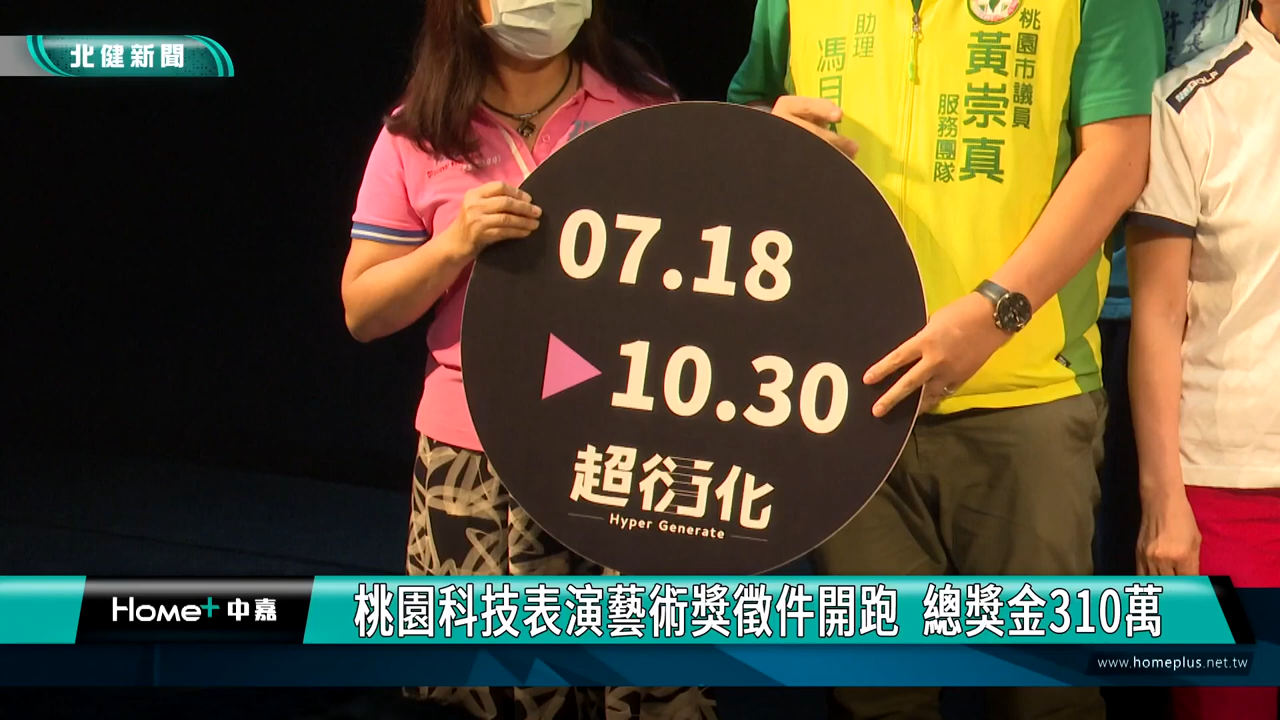 北健新聞
桃園市議員
黃崇真
服務團隊
助理
馮
07.18
10.30
超衍化
Hyper Generate
Home+中嘉
桃園科技表演藝術獎徵件開跑 總獎金310萬
www.homeplus.net.tw